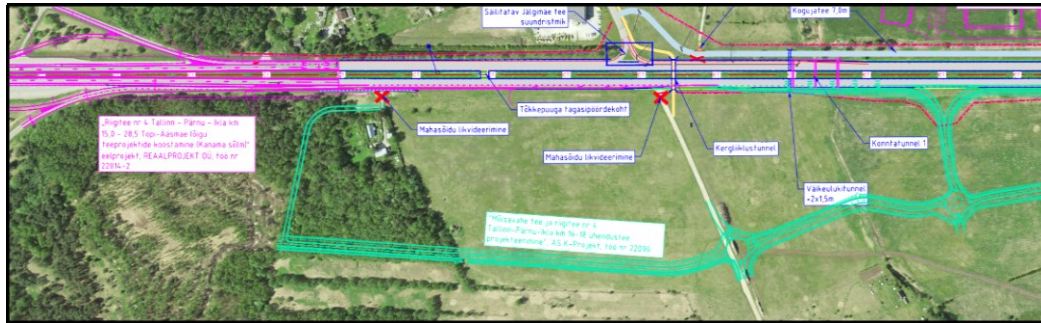 Säilitatav Jälgimäe tee
suundristmik
Kogujatee 7,0m
Tõkkepuuga tagasipöördekoht
Mahasõidu likvideerimine
Mahasõidu likvideerimine
Kergliiklustunnel
Konnatunnel 1
Väikeulukitunnel
2x1,5m
"Riigitee nr 4 Tallinn - Pärnu - Ikla km
15,0 - 28,5 Topi-Ääsmäe lõigu
teeprojektide koostamine (Kanama sõlm)"
eelprojekt, REAALPROJEKT OÜ, töö nr
22014-2
tee ja riigitee nr 4
Tallinn-Pärnu-Ikla km 16-18 ühendustee
projekteerimine", AS K-Projekt, töö nr 22095